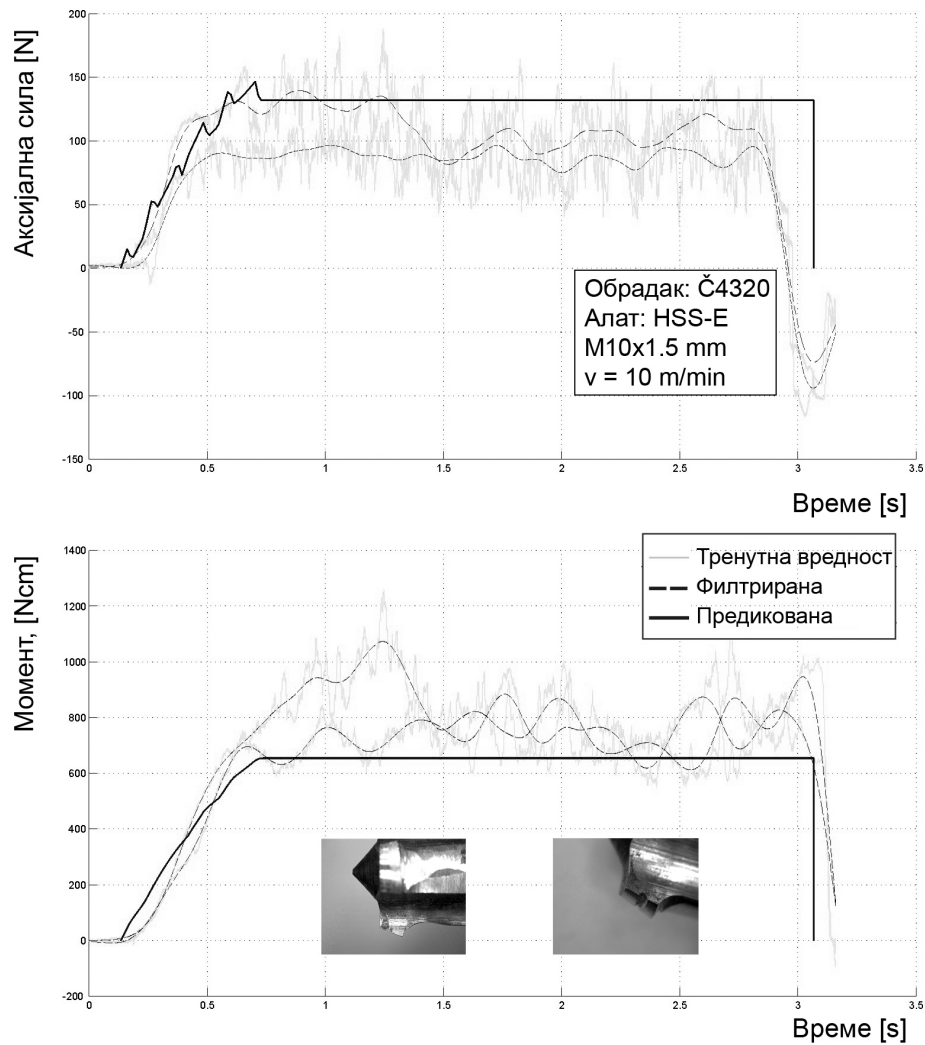 Аксијална сила [N]
200
150
100
50
0
-50
-100
-150
0 0.5 1 1.5 2 2.5 3 3.5
Обрадак: Č4320
Алат: HSS-E
M10x1.5 mm
v = 10 m/min
Време [s]
Момент, [Ncm]
1400
1200
1000
800
600
400
200
0
-200
0 0.5 1 1.5 2 2.5 3 3.5
Тренутна вредност
Филтрирана
Предикована
Време [s]